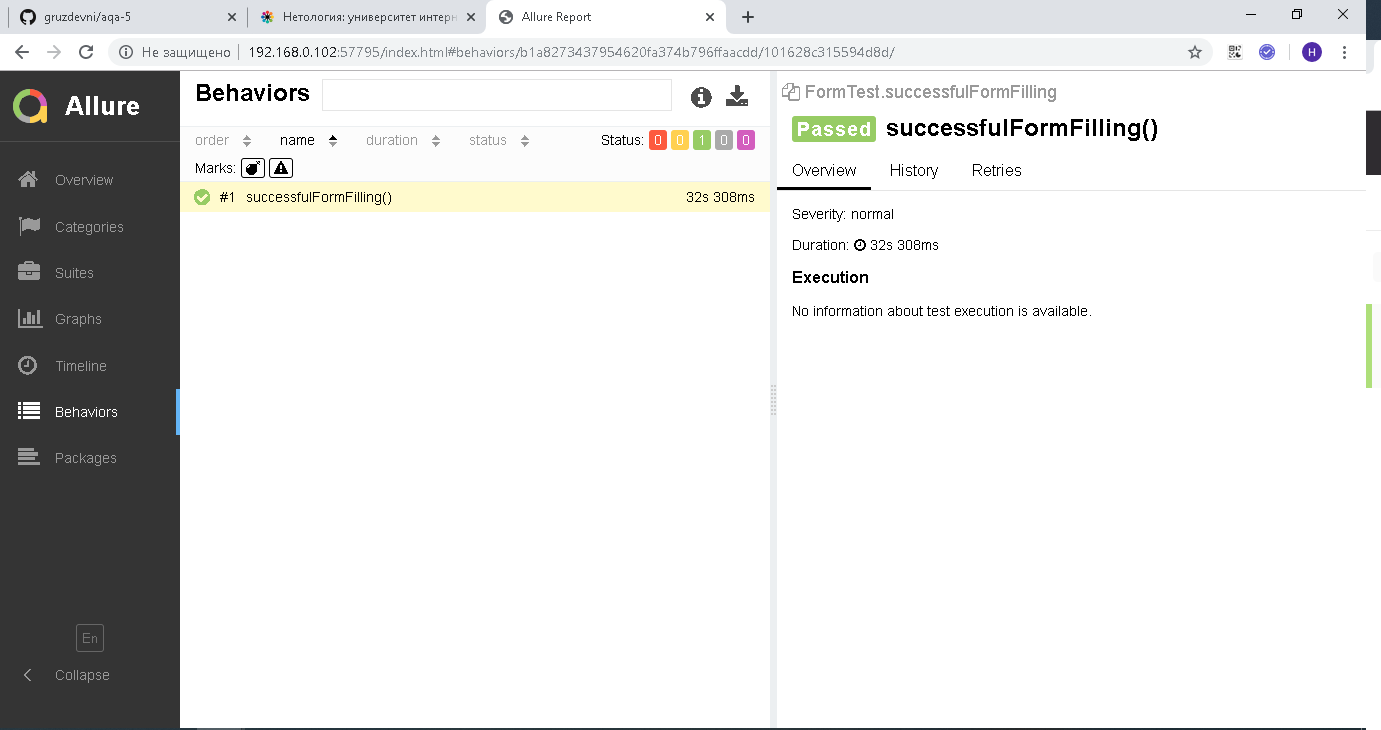 gruzdevni/aqa-5
Нетология: университет интерн
Allure Report
Не защищено
192.168.0.102:57795/index.html#behaviors/b1a8273437954620fa374b796ffaacdd/101628c315594d8d/
H
Allure
Overview
Categories
Suites
Graphs
Timeline
Behaviors
Packages
En
Collapse
Behaviors
order name duration status Status: 0 0 1 0 0
Marks:
#1 successfulFormFilling() 32s 308ms
FormTest.successfulFormFilling
Passed successfulFormFilling()
Overview History Retries
Severity: normal
Duration: 32s 308ms
Execution
No information about test execution is available.